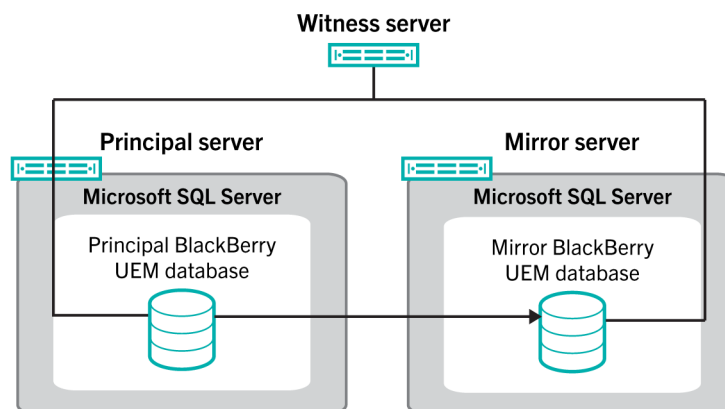 Witness server
Principal server
Mirror server
Microsoft SQL Server
Microsoft SQL Server
Principal BlackBerry
UEM database
Mirror BlackBerry
UEM database